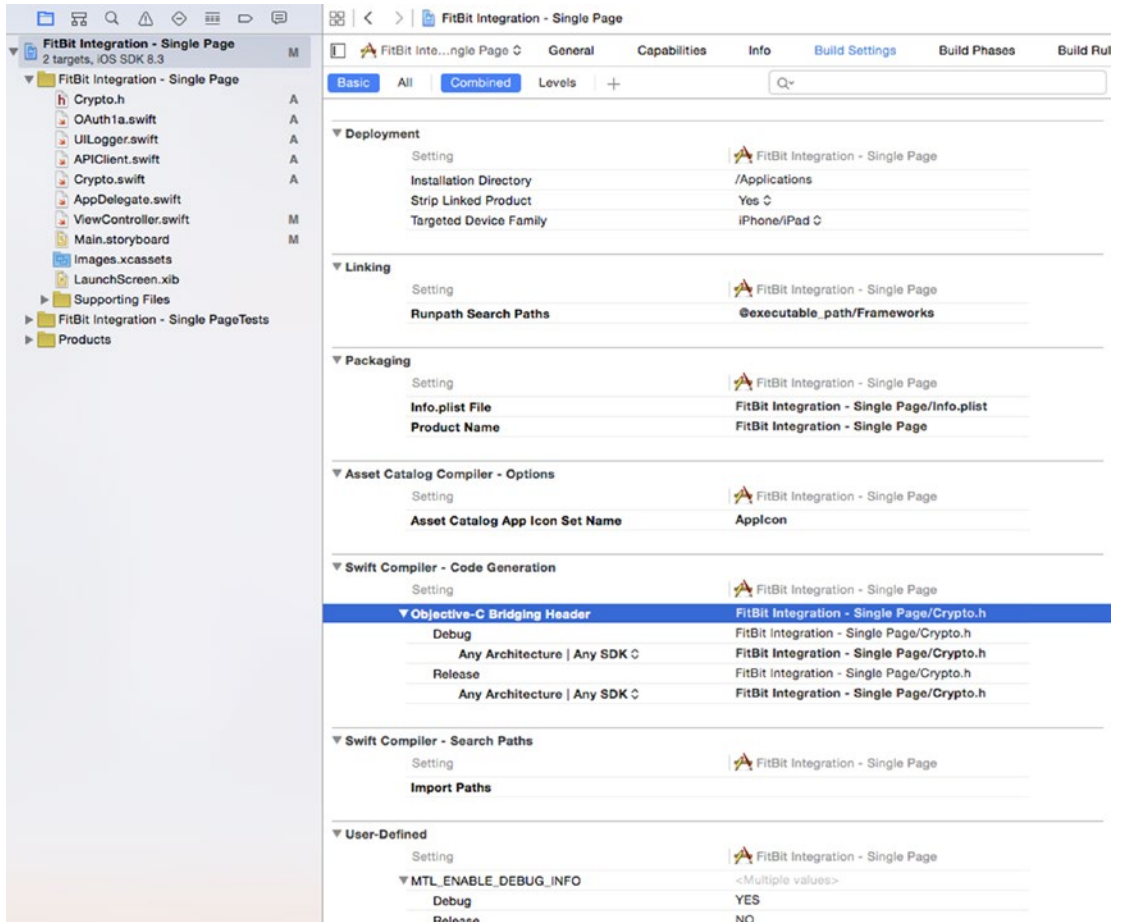 FitBit Integration - Single Page
M
2 targets, iOS SDK 8.3
FitBit Integration - Single Page
h Crypto.h A
OAuth1a.swift A
UILogger.swift A
APIClient.swift A
Crypto.swift A
AppDelegate.swift
ViewController.swift M
Main.storyboard M
Images.xcassets
LaunchScreen.xib
Supporting Files
FitBit Integration - Single PageTests
Products
FitBit Integration - Single Page
FitBit Inte...ngle Page General Capabilities Info Build Settings Build Phases Build Rul
Basic All Combined Levels +
Deployment
Setting FitBit Integration - Single Page
Installation Directory /Applications
Strip Linked Product Yes
Targeted Device Family iPhone/iPad
Linking
Setting FitBit Integration - Single Page
Runpath Search Paths @executable_path/Frameworks
Packaging
Setting FitBit Integration - Single Page
Info.plist File FitBit Integration - Single Page/Info.plist
Product Name FitBit Integration - Single Page
Asset Catalog Compiler - Options
Setting FitBit Integration - Single Page
Asset Catalog App Icon Set Name AppIcon
Swift Compiler - Code Generation
Setting FitBit Integration - Single Page
Objective-C Bridging Header FitBit Integration - Single Page/Crypto.h
Debug FitBit Integration - Single Page/Crypto.h
Any Architecture | Any SDK FitBit Integration - Single Page/Crypto.h
Release FitBit Integration - Single Page/Crypto.h
Any Architecture | Any SDK FitBit Integration - Single Page/Crypto.h
Swift Compiler - Search Paths
Setting FitBit Integration - Single Page
Import Paths
User-Defined
Setting FitBit Integration - Single Page
MTL_ENABLE_DEBUG_INFO <Multiple values>
Debug YES
Release NO